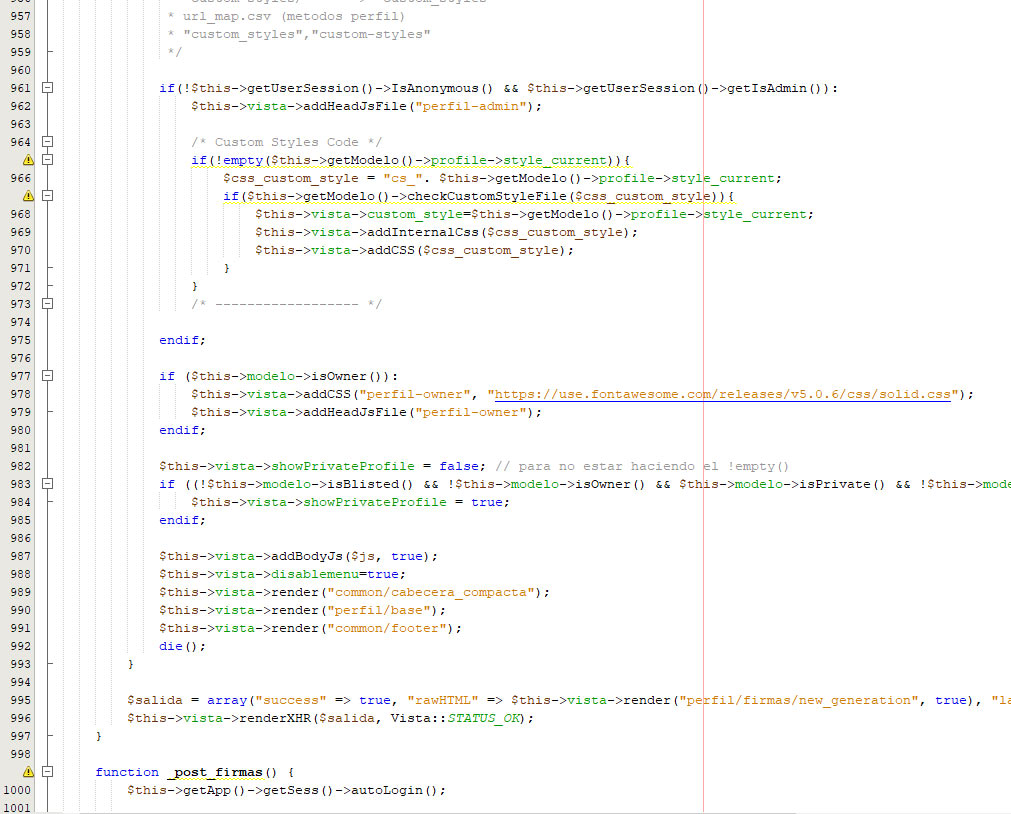 957 * url_map.csv (metodos perfil)
958 * "custom_styles","custom-styles"
959 */
960
961 if(!$this->getUserSession()->IsAnonymous() && $this->getUserSession()->getIsAdmin()):
962 $this->vista->addHeadJsFile("perfil-admin");
963
964 /* Custom Styles Code */
if(!empty($this->getModelo()->profile->style_current)){
966 $css_custom_style = "cs_". $this->getModelo()->profile->style_current;
if($this->getModelo()->checkCustomStyleFile($css_custom_style)){
968 $this->vista->custom_style=$this->getModelo()->profile->style_current;
969 $this->vista->addInternalCss($css_custom_style);
970 $this->vista->addCSS($css_custom_style);
971 }
972 }
973 /* ------------------ */
974
975 endif;
976
977 if ($this->modelo->isOwner()):
978 $this->vista->addCSS("perfil-owner", "https://use.fontawesome.com/releases/v5.0.6/css/solid.css");
979 $this->vista->addHeadJsFile("perfil-owner");
980 endif;
981
982 $this->vista->showPrivateProfile = false; // para no estar haciendo el !empty()
983 if ((!$this->modelo->isBlisted() && !$this->modelo->isOwner() && $this->modelo->isPrivate() && !$this->mode
984 $this->vista->showPrivateProfile = true;
985 endif;
986
987 $this->vista->addBodyJs($js, true);
988 $this->vista->disablemenu=true;
989 $this->vista->render("common/cabecera_compacta");
990 $this->vista->render("perfil/base");
991 $this->vista->render("common/footer");
992 die();
993 }
994
995 $salida = array("success" => true, "rawHTML" => $this->vista->render("perfil/firmas/new_generation", true), "la
996 $this->vista->renderXHR($salida, Vista::STATUS_OK);
997 }
998
function _post_firmas() {
1000 $this->getApp()->getSess()->autoLogin();
1001